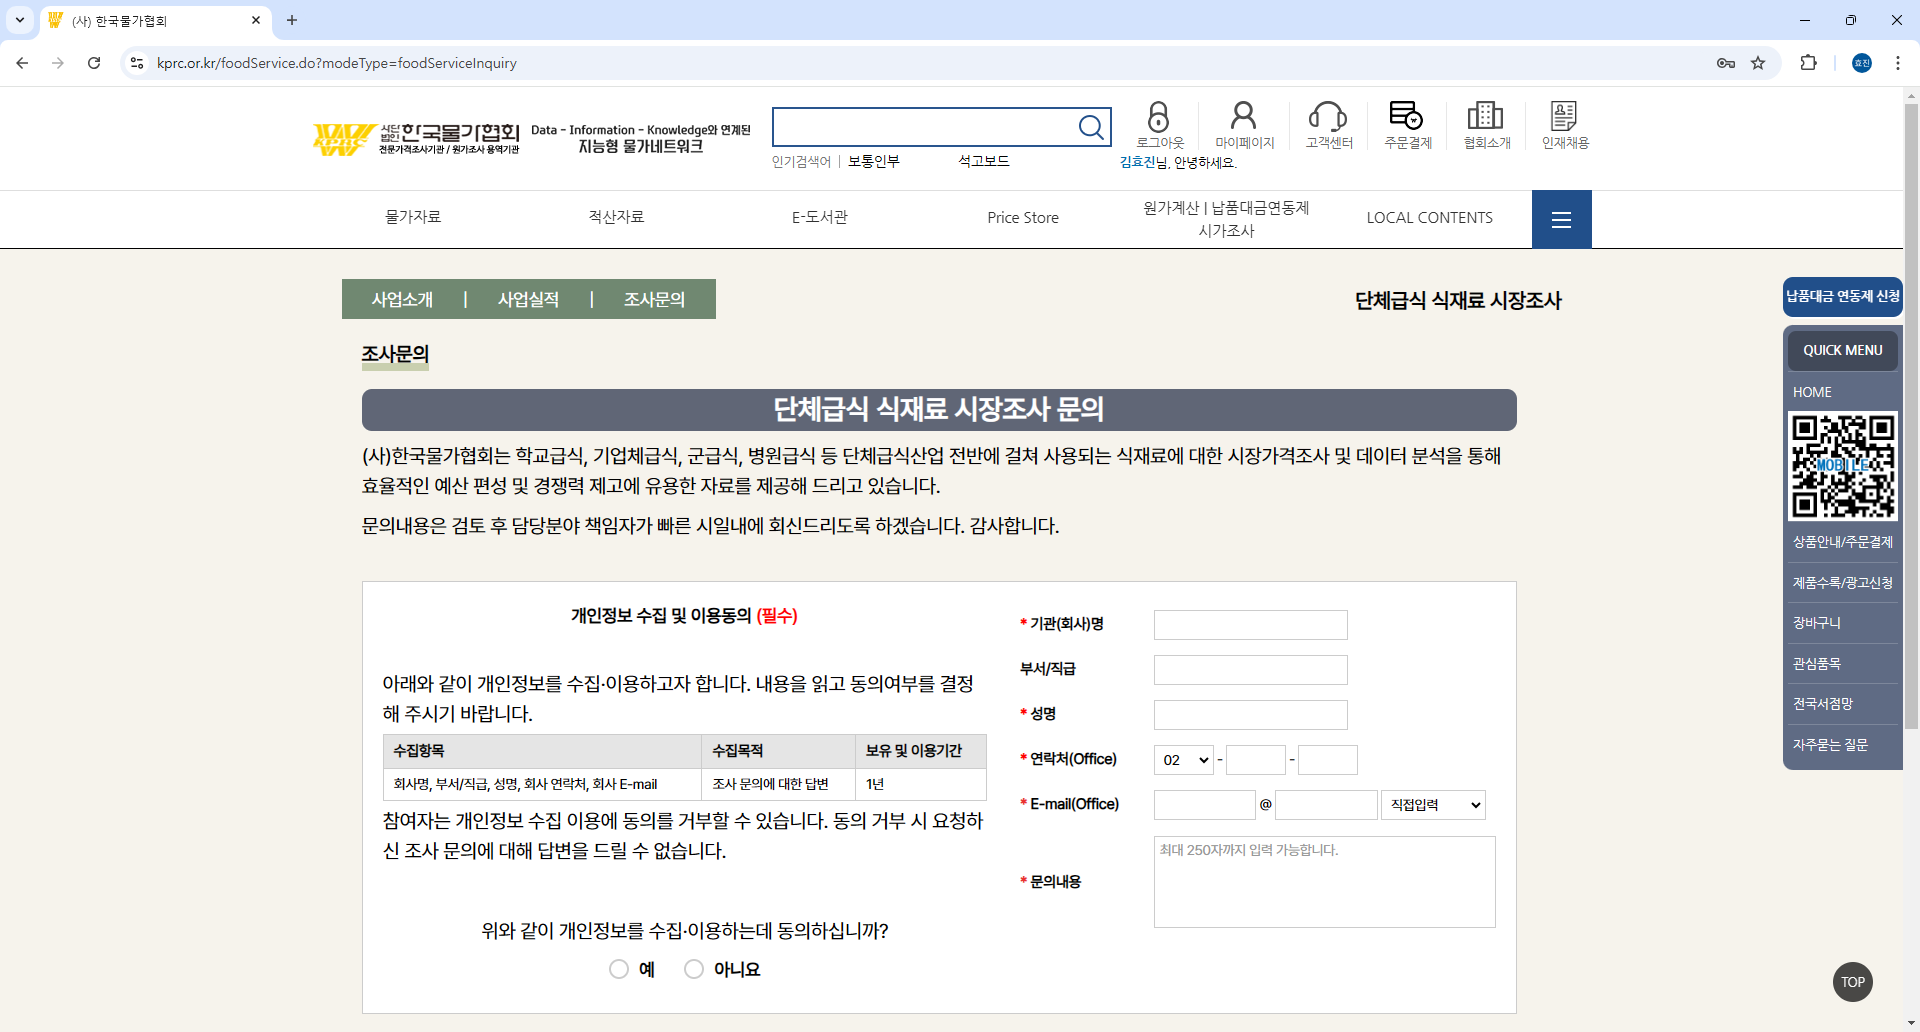 (사) 한국물가협회
kprc.or.kr/foodService.do?modeType=foodServiceInquiry
효진
사단법인 한국물가협회
전문가격조사기관 / 원가조사 용역기관
Data - Information - Knowledge와 연계된
지능형 물가네트워크
인기검색어 | 보통인부 석고보드
로그아웃 마이페이지 고객센터 주문결제 협회소개 인재채용
김효진님, 안녕하세요.
물가자료 적산자료 E-도서관 Price Store 원가계산 | 납품대금연동제 시가조사 LOCAL CONTENTS
사업소개 | 사업실적 | 조사문의
단체급식 식재료 시장조사
조사문의
단체급식 식재료 시장조사 문의
(사)한국물가협회는 학교급식, 기업체급식, 군급식, 병원급식 등 단체급식산업 전반에 걸쳐 사용되는 식재료에 대한 시장가격조사 및 데이터 분석을 통해
효율적인 예산 편성 및 경쟁력 제고에 유용한 자료를 제공해 드리고 있습니다.
문의내용은 검토 후 담당분야 책임자가 빠른 시일내에 회신드리도록 하겠습니다. 감사합니다.
개인정보 수집 및 이용동의 (필수)
아래와 같이 개인정보를 수집·이용하고자 합니다. 내용을 읽고 동의여부를 결정
해 주시기 바랍니다.
수집항목 수집목적 보유 및 이용기간
회사명, 부서/직급, 성명, 회사 연락처, 회사 E-mail 조사 문의에 대한 답변 1년
참여자는 개인정보 수집 이용에 동의를 거부할 수 있습니다. 동의 거부 시 요청하
신 조사 문의에 대해 답변을 드릴 수 없습니다.
위와 같이 개인정보를 수집·이용하는데 동의하십니까?
예 아니요
* 기관(회사)명
부서/직급
* 성명
* 연락처(Office) 02 - -
* E-mail(Office) @ 직접입력
* 문의내용 최대 250자까지 입력 가능합니다.
납품대금 연동제 신청
QUICK MENU
HOME
MOBILE
상품안내/주문결제
제품수록/광고신청
장바구니
관심품목
전국서점망
자주묻는 질문
TOP